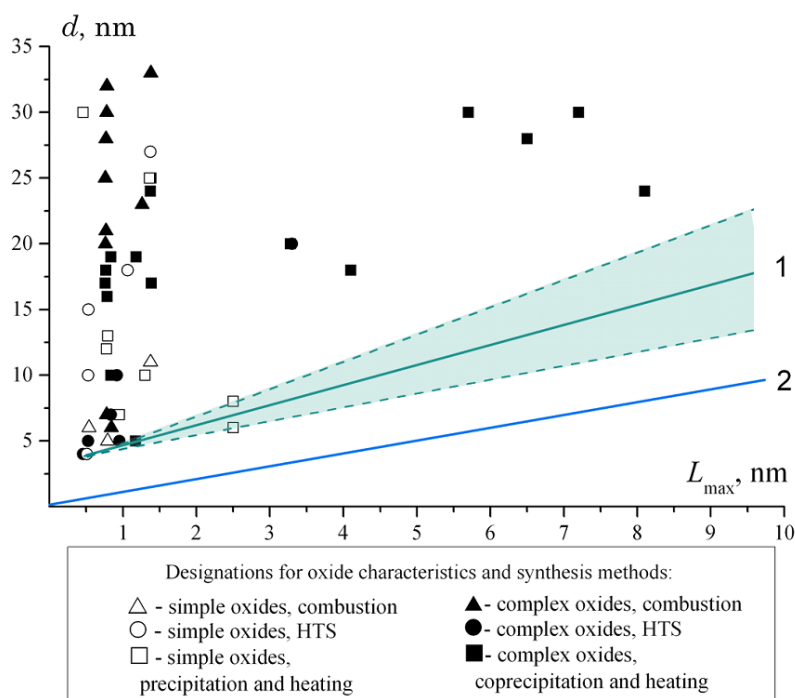 d, nm
35
30
25
20
15
10
5
1
2
L_max, nm
1 2 3 4 5 6 7 8 9 10
Designations for oxide characteristics and synthesis methods:
- simple oxides, combustion
- complex oxides, combustion
- simple oxides, HTS
- complex oxides, HTS
- simple oxides,
precipitation and heating
- complex oxides,
coprecipitation and heating